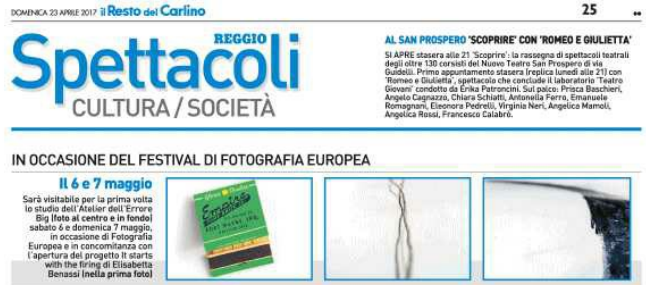 DOMENICA 23 APRILE 2017 il Resto del Carlino
25
REGGIO
Spettacoli
CULTURA / SOCIETÀ
AL SAN PROSPERO 'SCOPRIRE' CON 'ROMEO E GIULIETTA'
SI APRE stasera alle 21 'Scoprire': la rassegna di spettacoli teatrali
degli oltre 130 corsisti del Nuovo Teatro San Prospero di via
Guidelli. Primo appuntamento stasera (replica lunedì alle 21) con
'Romeo e Giulietta', spettacolo che conclude il laboratorio 'Teatro
Giovani' condotto da Erika Patroncini. Sul palco: Prisca Baschieri,
Angelo Cagnazzo, Chiara Schiatti, Antonella Ferro, Emanuele
Romagnani, Eleonora Pedrelli, Virginia Neri, Angelica Mamoli,
Angelica Rossi, Francesco Calabrò.
IN OCCASIONE DEL FESTIVAL DI FOTOGRAFIA EUROPEA
Il 6 e 7 maggio
Sarà visitabile per la prima volta
lo studio dell'Atelier dell'Errore
Big (foto al centro e in fondo)
sabato 6 e domenica 7 maggio,
in occasione di Fotografia
Europea e in concomitanza con
l'apertura del progetto It starts
with the firing di Elisabetta
Benassi (nella prima foto)
Empire